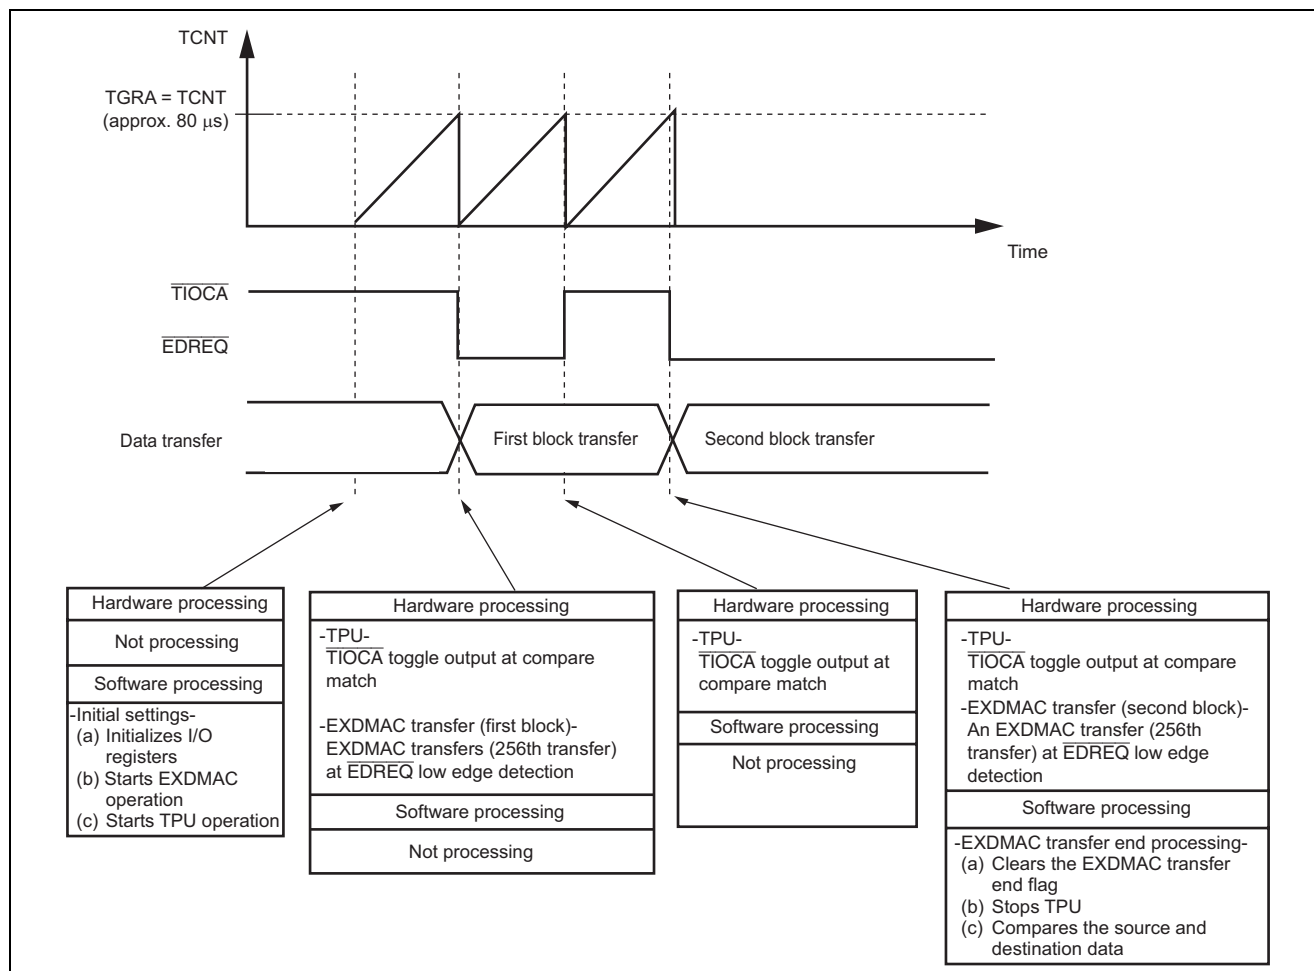 TCNT
TGRA = TCNT
(approx. 80 μs)
Time
TIOCA
EDREQ
Data transfer
First block transfer
Second block transfer
Hardware processing
Not processing
Software processing
-Initial settings-
(a) Initializes I/O
registers
(b) Starts EXDMAC
operation
(c) Starts TPU operation
Hardware processing
-TPU-
TIOCA toggle output at compare
match
-EXDMAC transfer (first block)-
EXDMAC transfers (256th transfer)
at EDREQ low edge detection
Software processing
Not processing
Hardware processing
-TPU-
TIOCA toggle output at
compare match
Software processing
Not processing
Hardware processing
-TPU-
TIOCA toggle output at compare
match
-EXDMAC transfer (second block)-
An EXDMAC transfer (256th
transfer) at EDREQ low edge
detection
Software processing
-EXDMAC transfer end processing-
(a) Clears the EXDMAC transfer
end flag
(b) Stops TPU
(c) Compares the source and
destination data